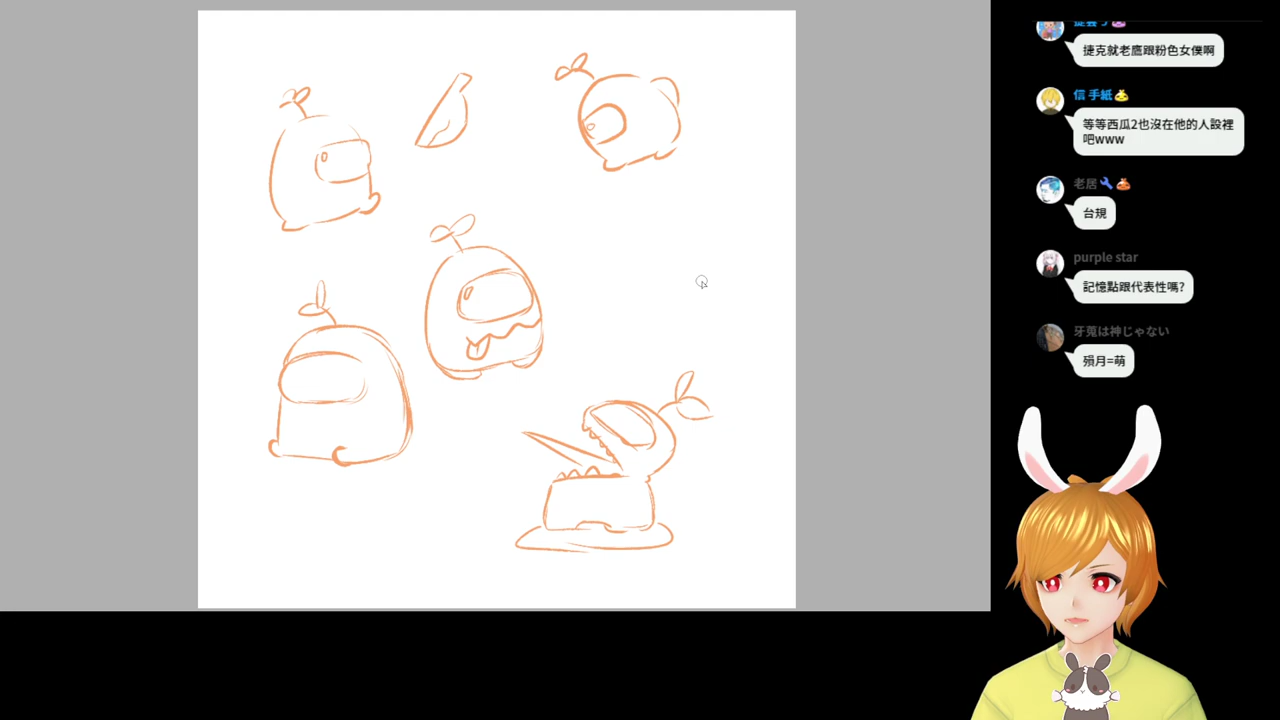 捷克就老鷹跟粉色女僕啊
信 手紙
等等西瓜2也沒在他的人設裡
吧www
老居
台規
purple star
記憶點跟代表性嗎?
牙兎は神じゃない
殞月=萌